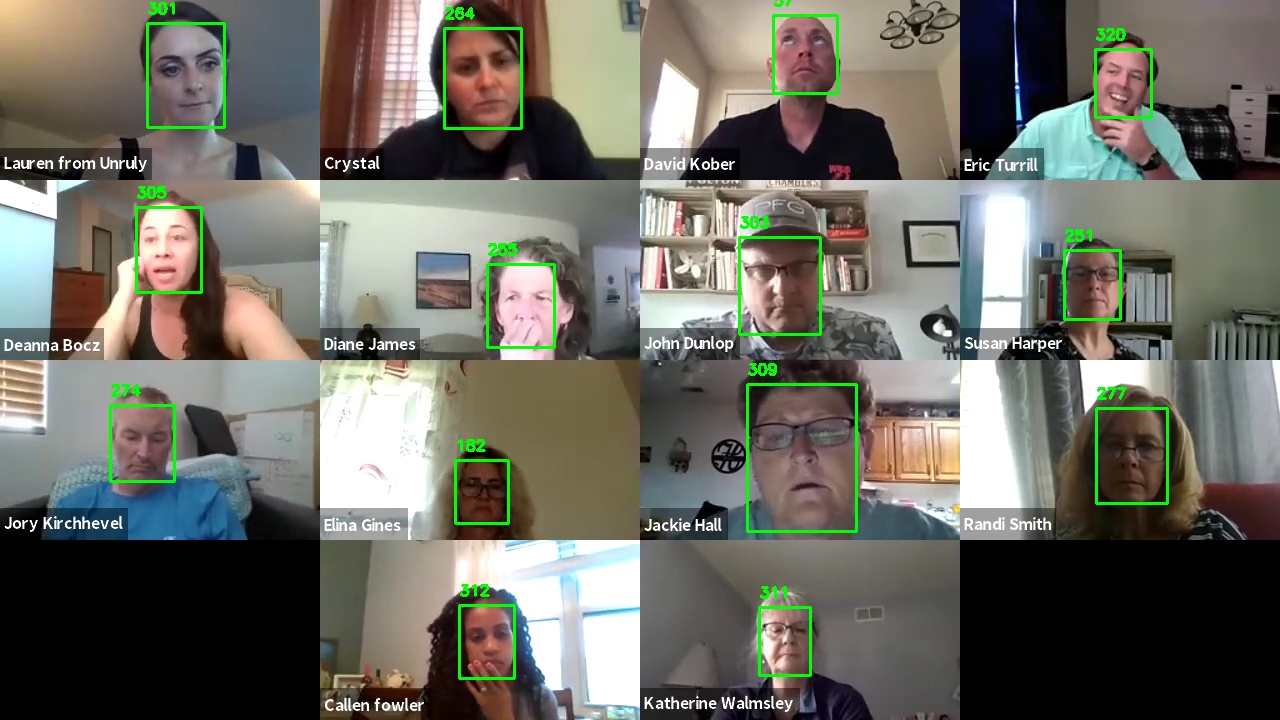 301
264
37
320
Lauren from Unruly
Crystal
David Kober
Eric Turrill
305
255
PFG
303
251
Deanna Bocz
Diane James
John Dunlop
Susan Harper
274
182
309
277
Jory Kirchhevel
Elina Gines
Jackie Hall
Randi Smith
312
311
Callen fowler
Katherine Walmsley